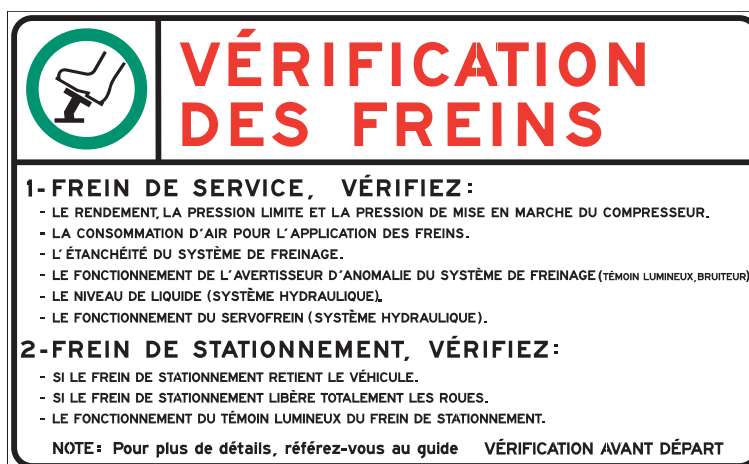 VÉRIFICATION
DES FREINS
1- FREIN DE SERVICE, VÉRIFIEZ:
- LE RENDEMENT, LA PRESSION LIMITE ET LA PRESSION DE MISE EN MARCHE DU COMPRESSEUR.
- LA CONSOMMATION D'AIR POUR L'APPLICATION DES FREINS.
- L'ÉTANCHÉITÉ DU SYSTÈME DE FREINAGE.
- LE FONCTIONNEMENT DE L'AVERTISSEUR D'ANOMALIE DU SYSTÈME DE FREINAGE (TÉMOIN LUMINEUX, BRUITEUR)
- LE NIVEAU DE LIQUIDE (SYSTÈME HYDRAULIQUE).
- LE FONCTIONNEMENT DU SERVOFREIN (SYSTÈME HYDRAULIQUE).
2-FREIN DE STATIONNEMENT, VÉRIFIEZ:
- SI LE FREIN DE STATIONNEMENT RETIENT LE VÉHICULE.
- SI LE FREIN DE STATIONNEMENT LIBÈRE TOTALEMENT LES ROUES.
- LE FONCTIONNEMENT DU TÉMOIN LUMINEUX DU FREIN DE STATIONNEMENT.
NOTE: Pour plus de détails, référez-vous au guide VÉRIFICATION AVANT DÉPART